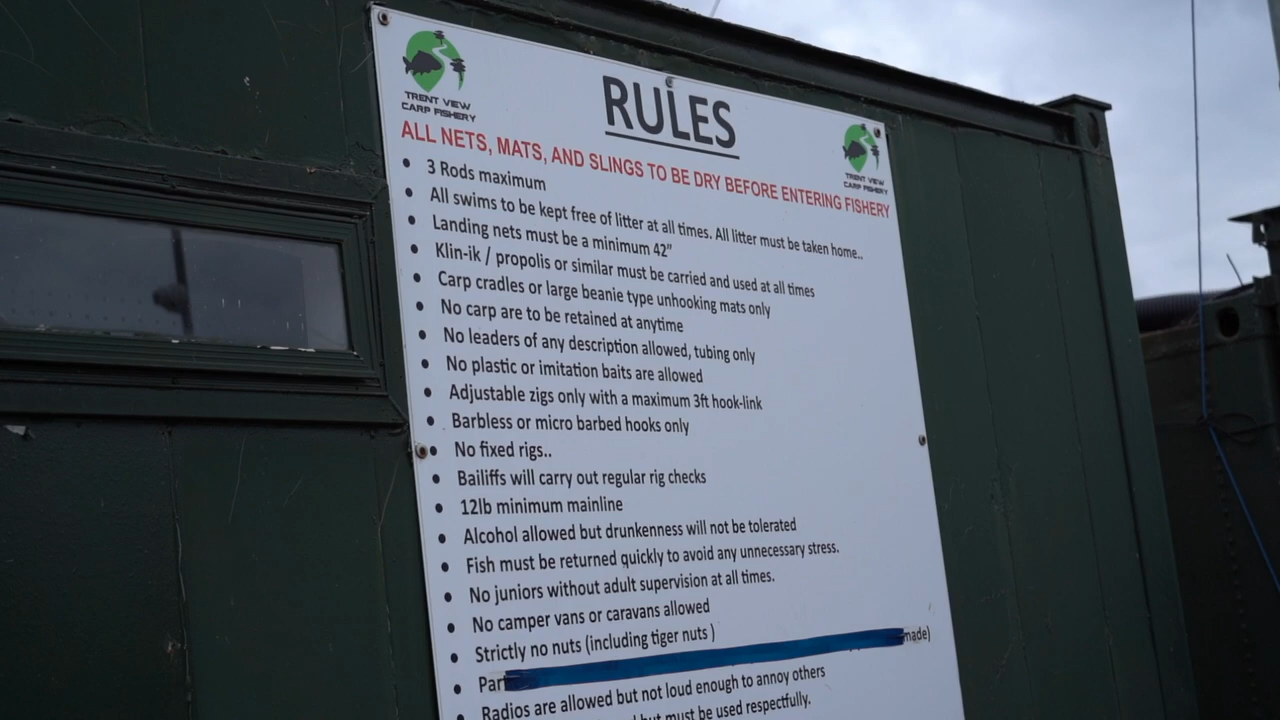 TRENT VIEW
CARP FISHERY
RULES
TRENT VIEW
CARP FISHERY
ALL NETS, MATS, AND SLINGS TO BE DRY BEFORE ENTERING FISHERY
• 3 Rods maximum
• All swims to be kept free of litter at all times. All litter must be taken home..
• Landing nets must be a minimum 42"
• Klin-ik / propolis or similar must be carried and used at all times
• Carp cradles or large beanie type unhooking mats only
• No carp are to be retained at anytime
• No leaders of any description allowed, tubing only
• No plastic or imitation baits are allowed
• Adjustable zigs only with a maximum 3ft hook-link
• Barbless or micro barbed hooks only
• No fixed rigs..
• Bailiffs will carry out regular rig checks
• 12lb minimum mainline
• Alcohol allowed but drunkenness will not be tolerated
• Fish must be returned quickly to avoid any unnecessary stress.
• No juniors without adult supervision at all times.
• No camper vans or caravans allowed
• Strictly no nuts (including tiger nuts )
• Par made)
• Radios are allowed but not loud enough to annoy others
but must be used respectfully.